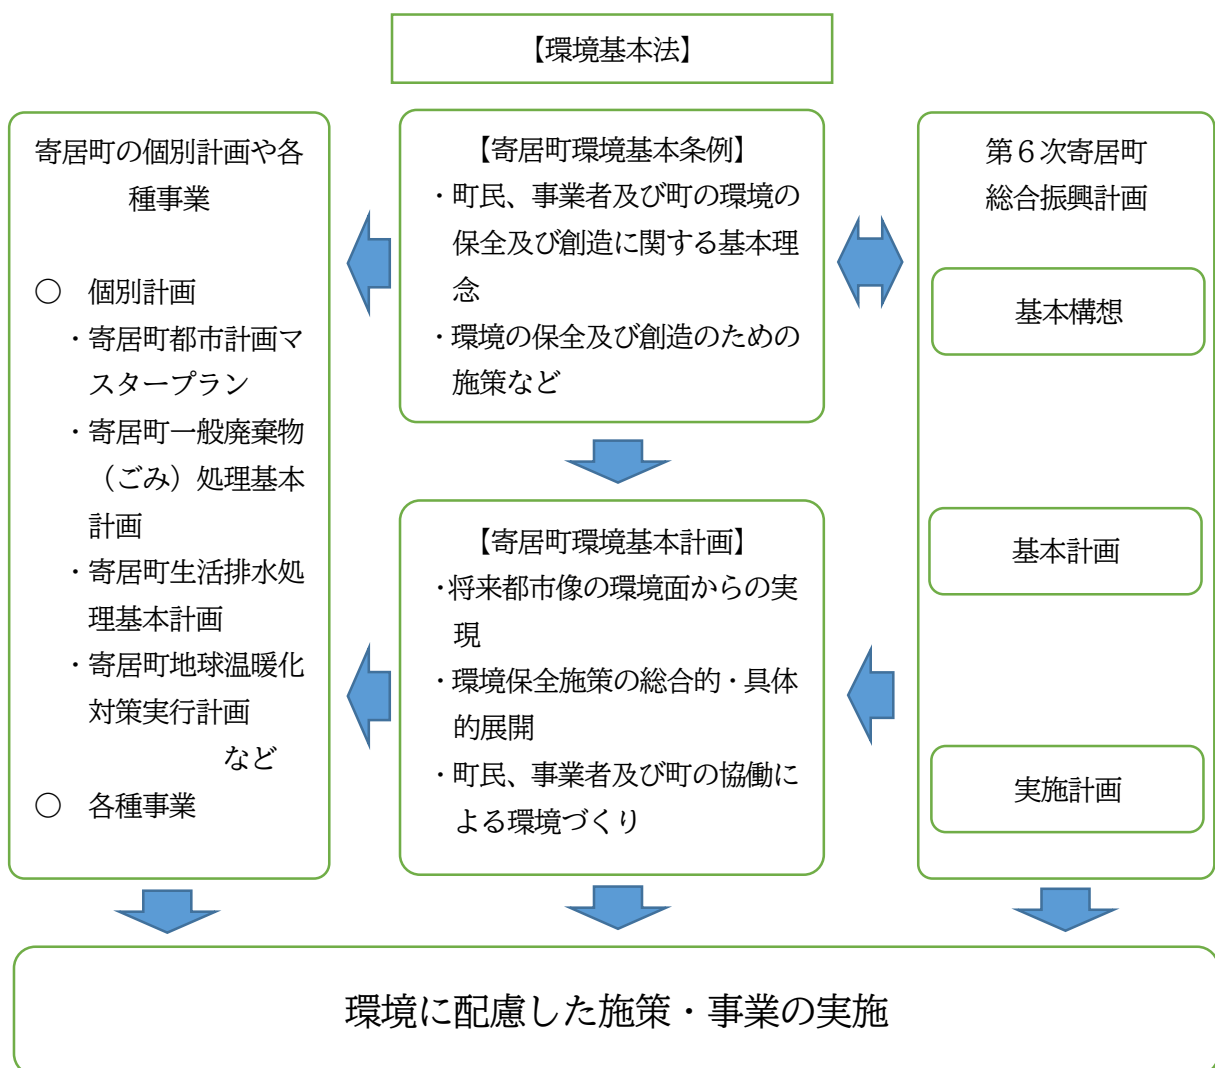 【環境基本法】
寄居町の個別計画や各
種事業
○　個別計画
・寄居町都市計画マ
スタープラン
・寄居町一般廃棄物
（ごみ）処理基本
計画
・寄居町生活排水処
理基本計画
・寄居町地球温暖化
対策実行計画
など
○　各種事業
【寄居町環境基本条例】
・町民、事業者及び町の環境の
保全及び創造に関する基本理
念
・環境の保全及び創造のための
施策など
【寄居町環境基本計画】
・将来都市像の環境面からの実
現
・環境保全施策の総合的・具体
的展開
・町民、事業者及び町の協働に
よる環境づくり
第６次寄居町
総合振興計画
基本構想
基本計画
実施計画
環境に配慮した施策・事業の実施